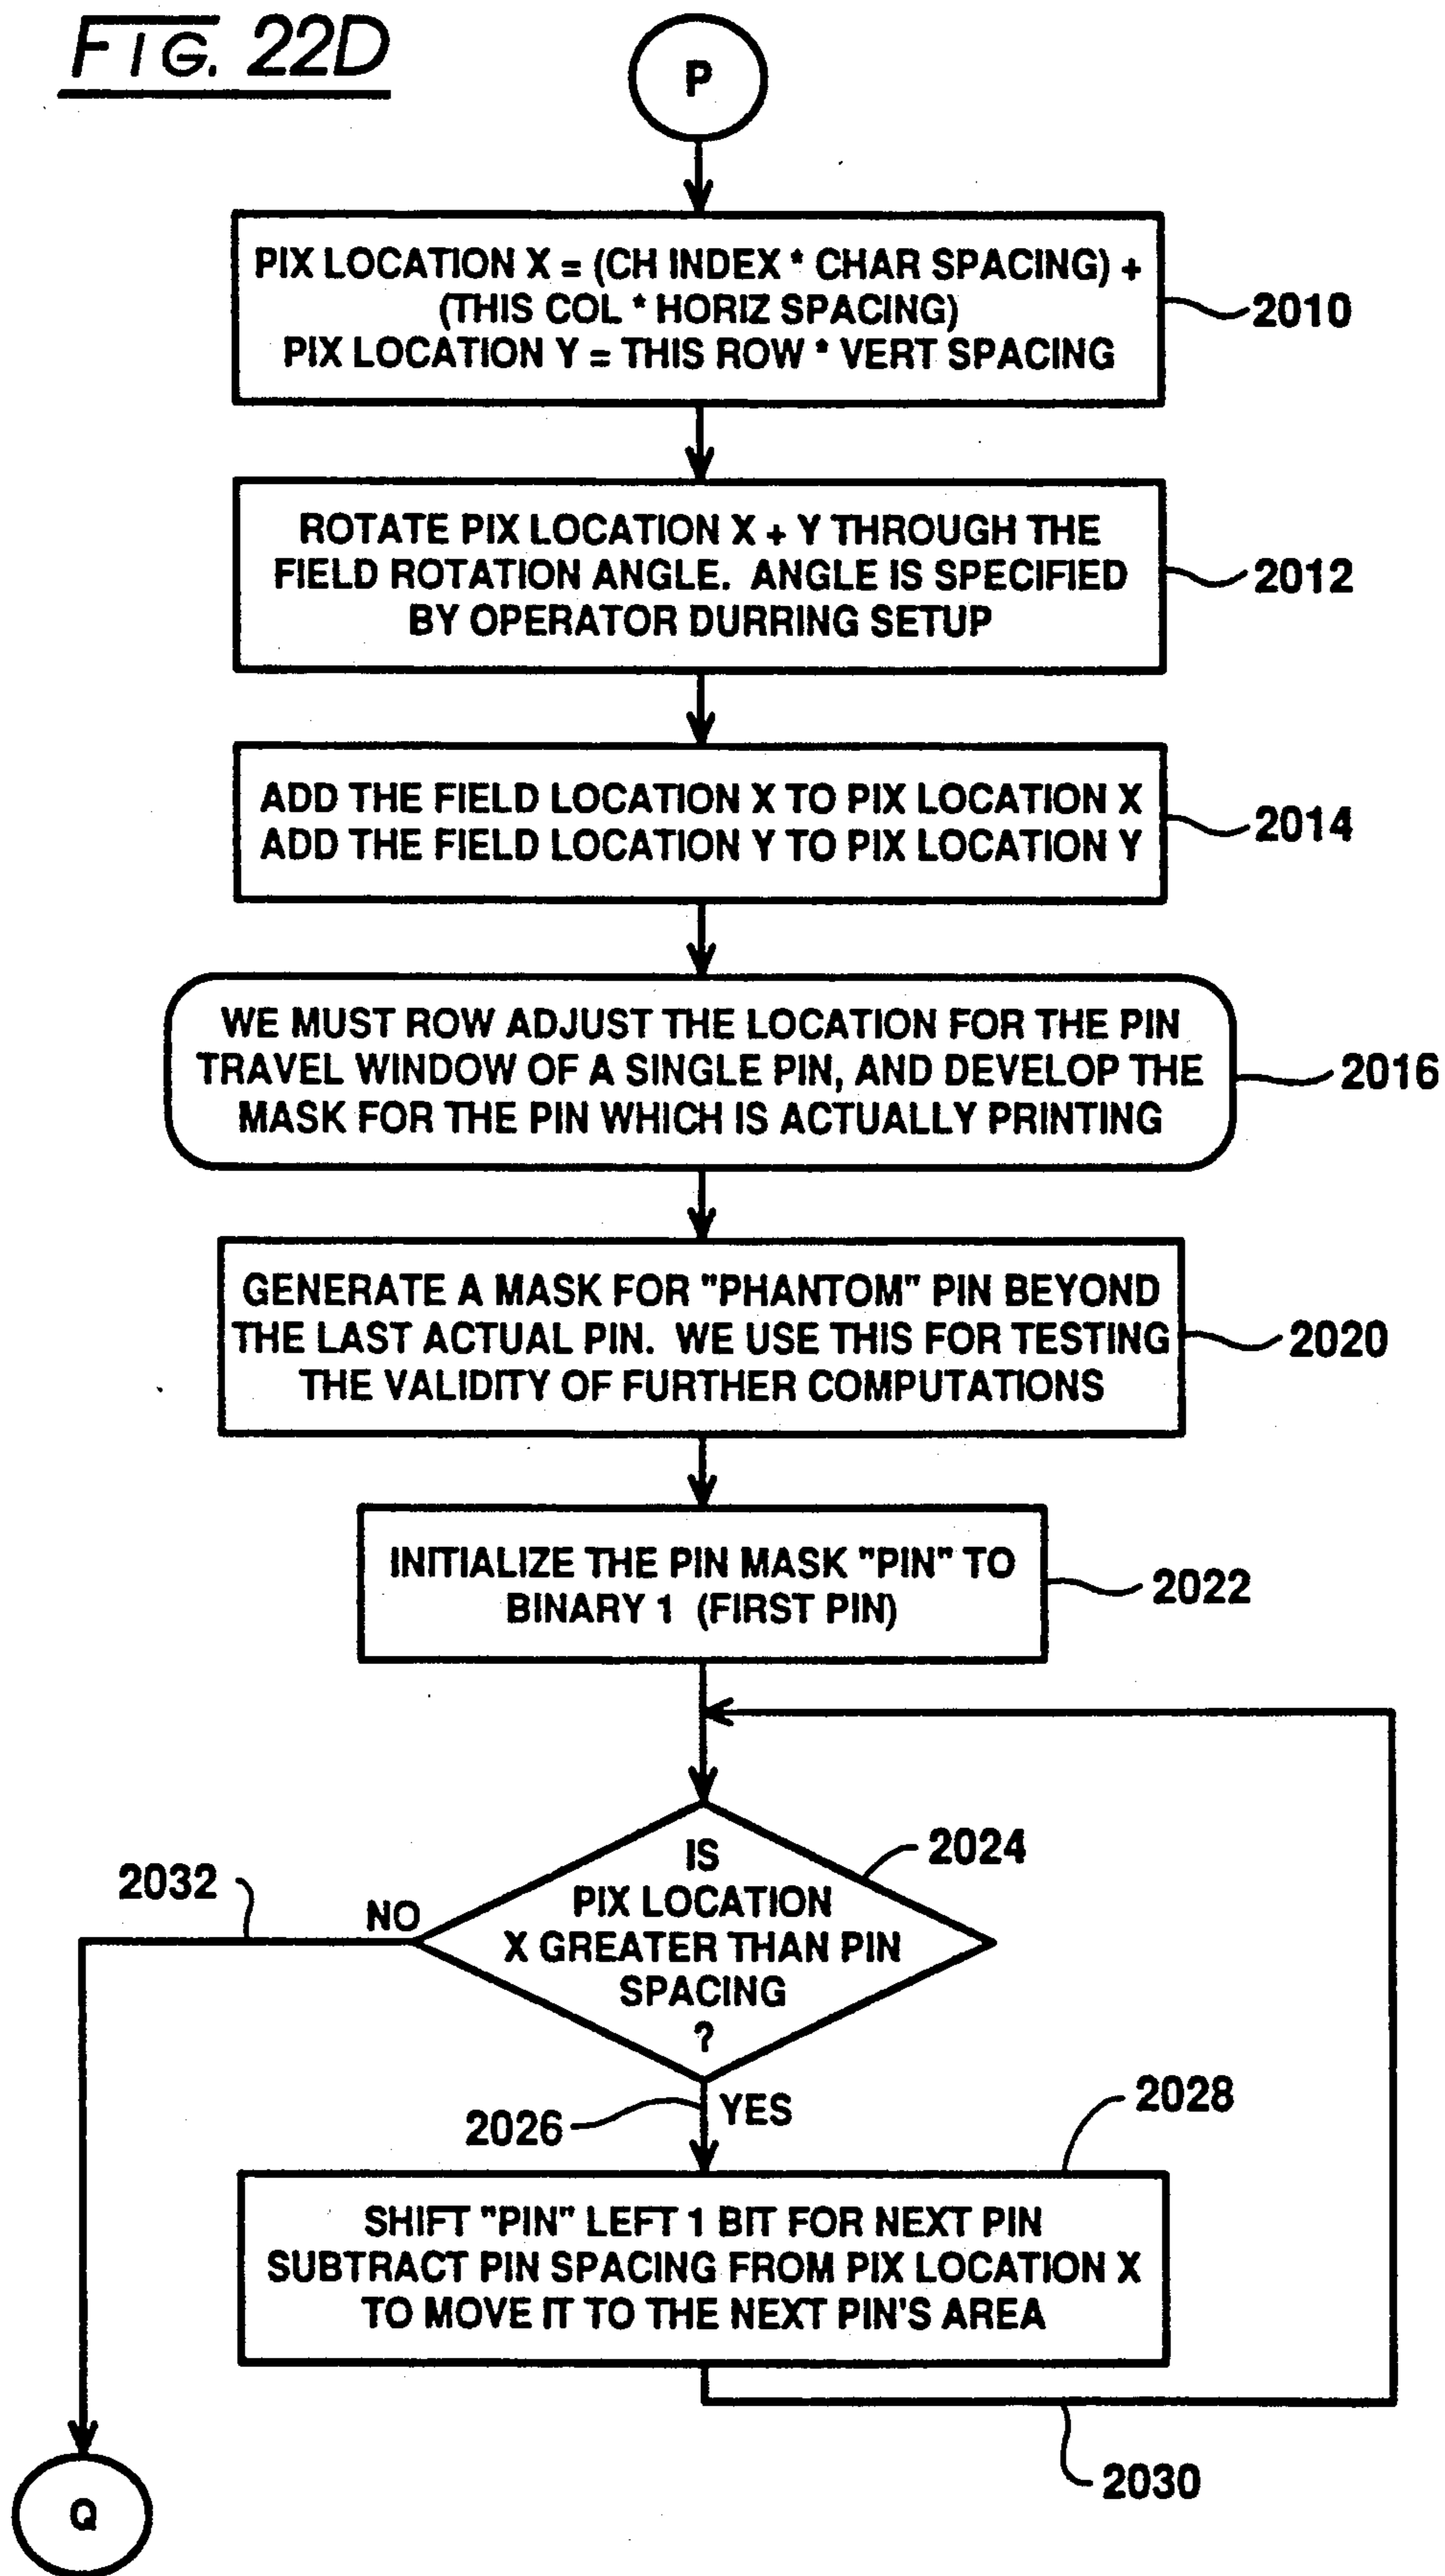 FIG. 22D
P
PIX LOCATION X = (CH INDEX * CHAR SPACING) +
(THIS COL * HORIZ SPACING)
PIX LOCATION Y = THIS ROW * VERT SPACING
2010
ROTATE PIX LOCATION X + Y THROUGH THE
FIELD ROTATION ANGLE. ANGLE IS SPECIFIED
BY OPERATOR DURRING SETUP
2012
ADD THE FIELD LOCATION X TO PIX LOCATION X
ADD THE FIELD LOCATION Y TO PIX LOCATION Y
2014
WE MUST ROW ADJUST THE LOCATION FOR THE PIN
TRAVEL WINDOW OF A SINGLE PIN, AND DEVELOP THE
MASK FOR THE PIN WHICH IS ACTUALLY PRINTING
2016
GENERATE A MASK FOR "PHANTOM" PIN BEYOND
THE LAST ACTUAL PIN. WE USE THIS FOR TESTING
THE VALIDITY OF FURTHER COMPUTATIONS
2020
INITIALIZE THE PIN MASK "PIN" TO
BINARY 1 (FIRST PIN)
2022
IS
PIX LOCATION
X GREATER THAN PIN
SPACING
?
2024
2032
NO
2026
YES
2028
SHIFT "PIN" LEFT 1 BIT FOR NEXT PIN
SUBTRACT PIN SPACING FROM PIX LOCATION X
TO MOVE IT TO THE NEXT PIN'S AREA
2030
Q